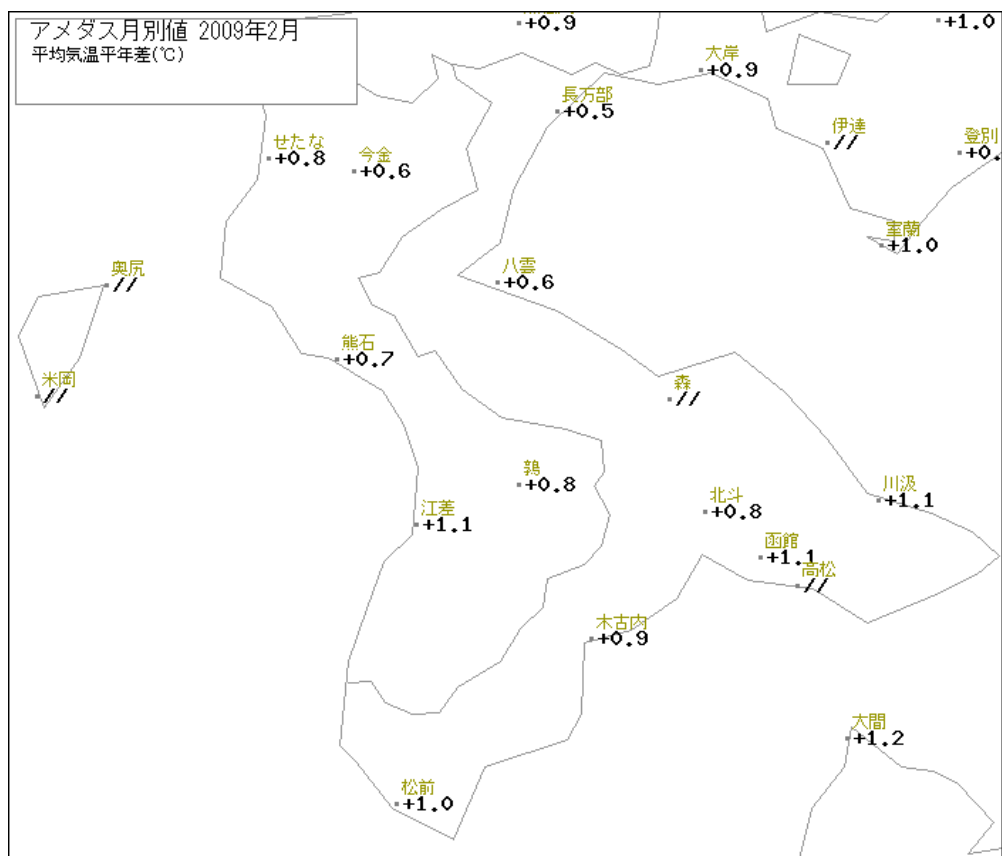 アメダス月別値 2009年2月
平均気温平年差(℃)
+0.9
+1.0
大岸
+0.9
長万部
+0.5
伊達
//
登別
+0.
せたな
+0.8
今金
+0.6
室蘭
+1.0
奥尻
//
八雲
+0.6
熊石
+0.7
米岡
//
森
//
鶉
+0.8
北斗
+0.8
川汲
+1.1
江差
+1.1
函館
+1.1
高松
//
木古内
+0.9
大間
+1.2
松前
+1.0